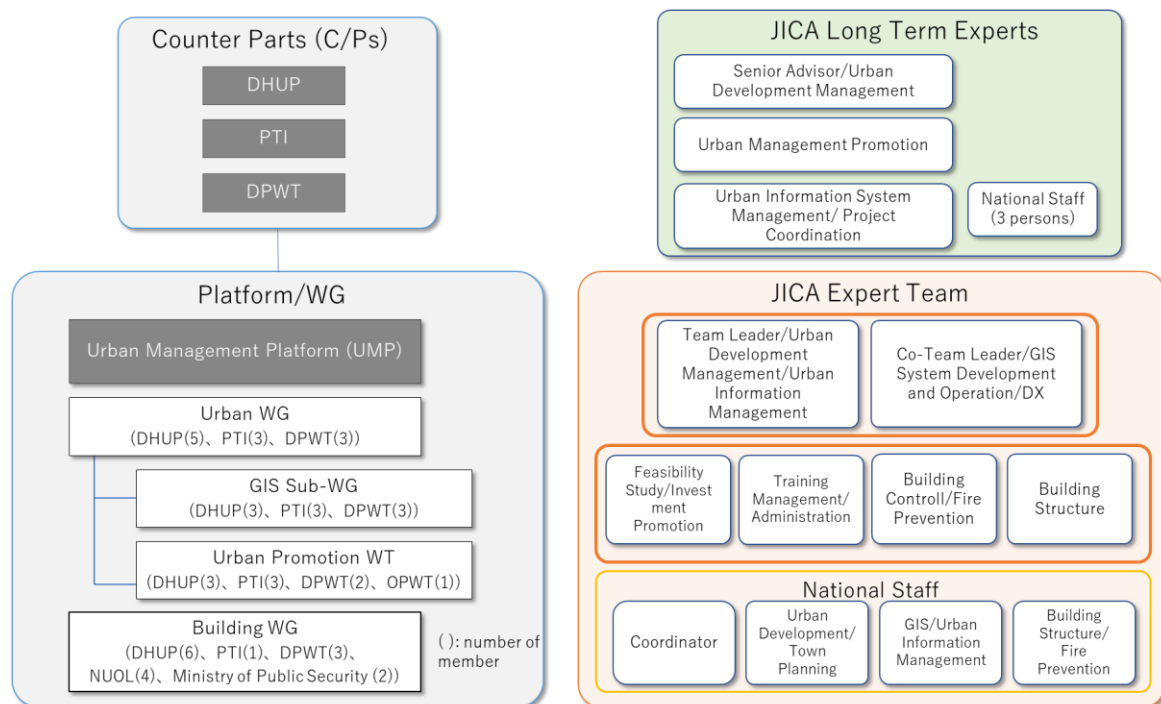 Counter Parts (C/Ps)
DHUP
PTI
DPWT
Platform/WG
Urban Management Platform (UMP)
Urban WG
(DHUP(5)、PTI(3)、DPWT(3))
GIS Sub-WG
(DHUP(3)、PTI(3)、DPWT(3))
Urban Promotion WT
(DHUP(3)、PTI(3)、DPWT(2)、OPWT(1))
Building WG
(DHUP(6)、PTI(1)、DPWT(3)、
NUOL(4)、Ministry of Public Security (2))
( ): number of
member
JICA Long Term Experts
Senior Advisor/Urban
Development Management
Urban Management Promotion
Urban Information System
Management/ Project
Coordination
National Staff
(3 persons)
JICA Expert Team
Team Leader/Urban
Development
Management/Urban
Information
Management
Co-Team Leader/GIS
System Development
and Operation/DX
Feasibility
Study/Invest
ment
Promotion
Training
Management/
Administration
Building
Controll/Fire
Prevention
Building
Structure
National Staff
Coordinator
Urban
Development/
Town
Planning
GIS/Urban
Information
Management
Building
Structure/
Fire
Prevention